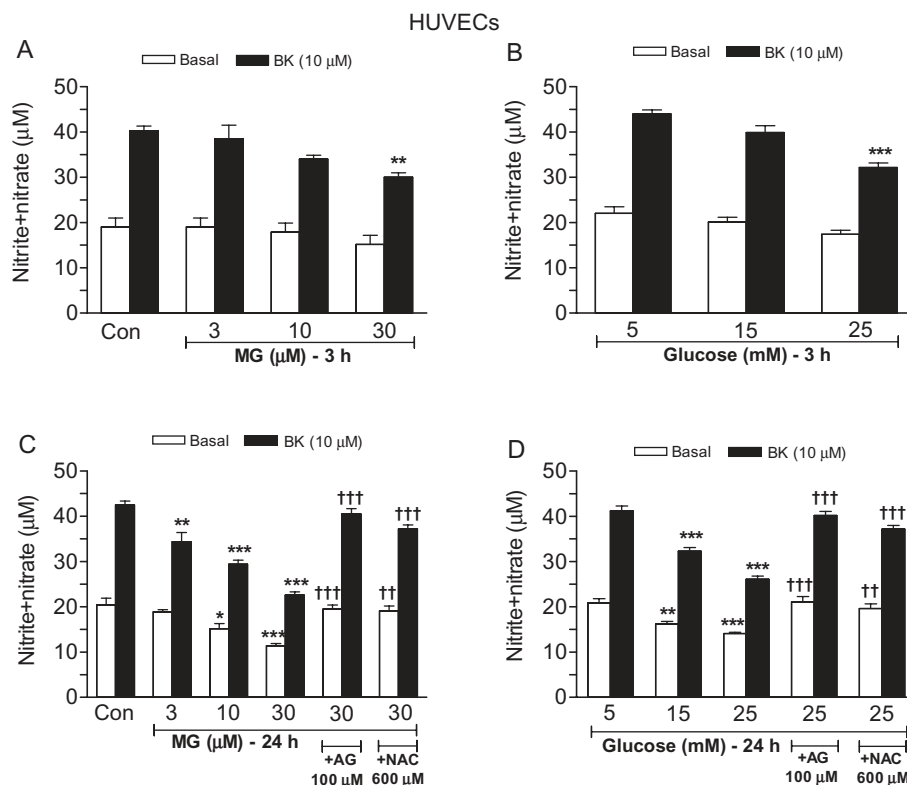 HUVECs
A
Basal BK (10 μM)
Nitrite+nitrate (μM)
50
40
30
20
10
0
**
Con 3 10 30
MG (μM) - 3 h
B
Basal BK (10 μM)
Nitrite+nitrate (μM)
50
40
30
20
10
0
***
5 15 25
Glucose (mM) - 3 h
C
Basal BK (10 μM)
Nitrite+nitrate (μM)
50
40
30
20
10
0
** * *** *** *** ††† ††† †† †††
Con 3 10 30 30 30
MG (μM) - 24 h
+AG +NAC
100 μM 600 μM
D
Basal BK (10 μM)
Nitrite+nitrate (μM)
50
40
30
20
10
0
** *** *** *** ††† ††† †† †††
5 15 25 25 25
Glucose (mM) - 24 h
+AG +NAC
100 μM 600 μM